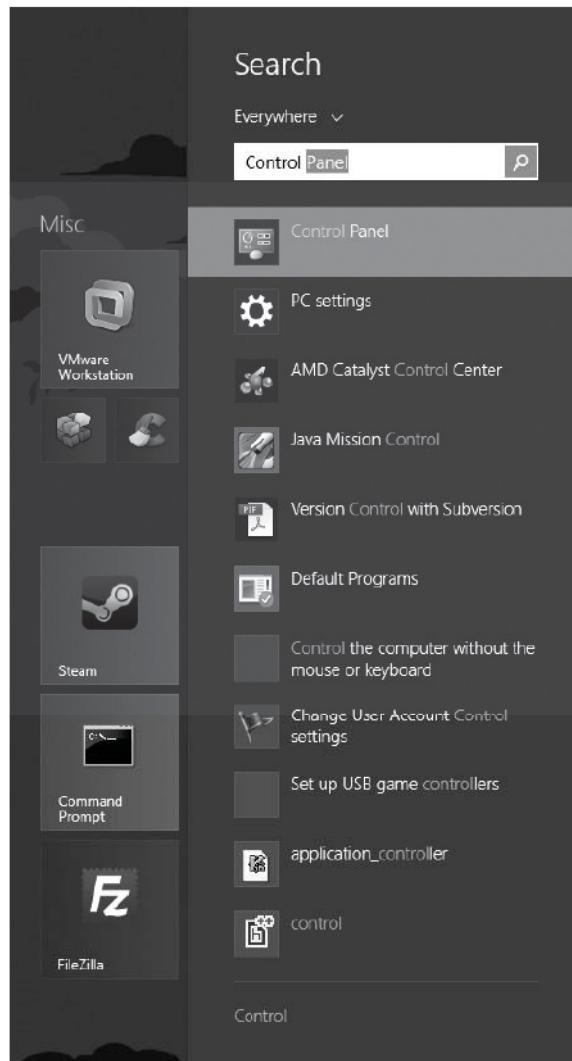 Search
Everywhere
Control Panel
Misc
Control Panel
PC settings
VMware
Workstation
AMD Catalyst Control Center
Java Mission Control
Version Control with Subversion
PDF
Default Programs
Steam
Control the computer without the
mouse or keyboard
Change User Account Control
settings
Command
Prompt
Set up USB game controllers
application_controller
Fz
FileZilla
control
Control